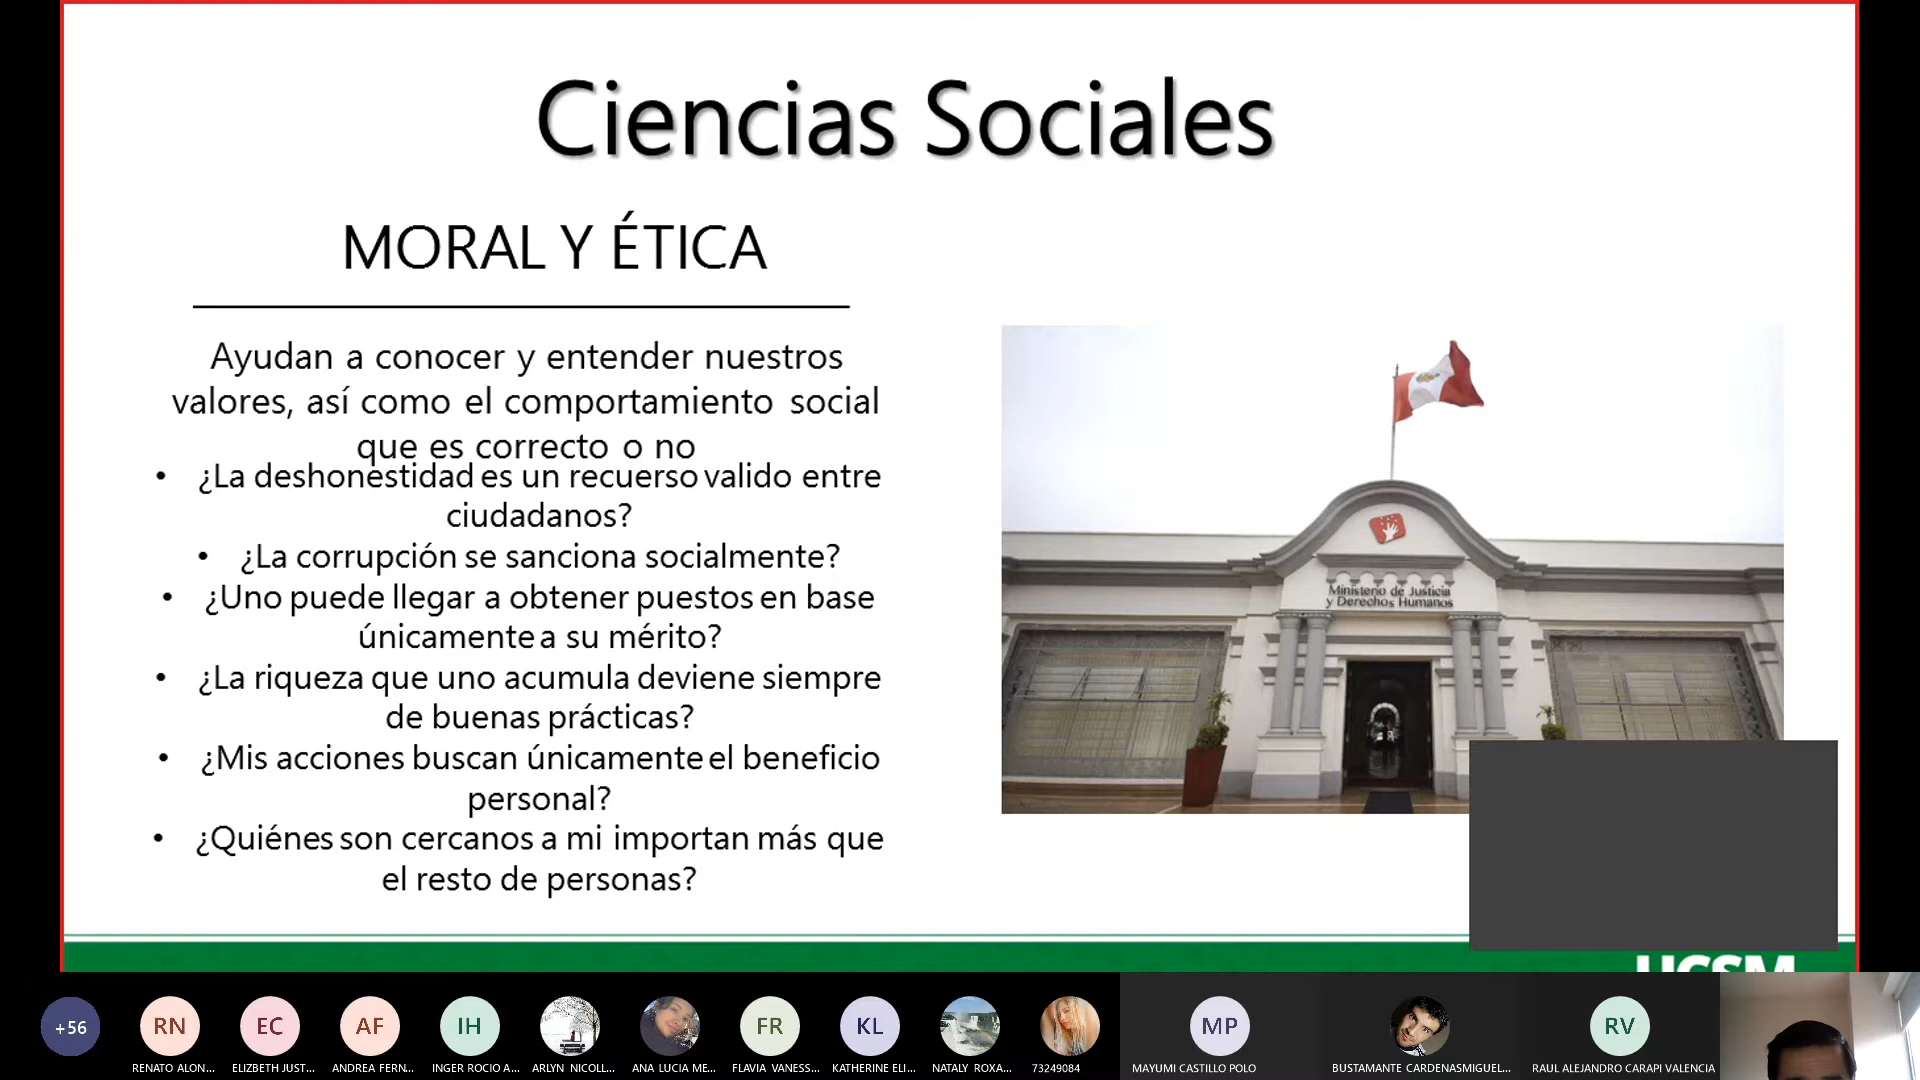 Ciencias Sociales
MORAL Y ÉTICA
Ayudan a conocer y entender nuestros
valores, así como el comportamiento social
que es correcto o no
• ¿La deshonestidad es un recuerso valido entre
ciudadanos?
• ¿La corrupción se sanciona socialmente?
• ¿Uno puede llegar a obtener puestos en base
únicamente a su mérito?
• ¿La riqueza que uno acumula deviene siempre
de buenas prácticas?
• ¿Mis acciones buscan únicamente el beneficio
personal?
• ¿Quiénes son cercanos a mi importan más que
el resto de personas?
Ministerio de Justicia
y Derechos Humanos
UCSM
+56
RN
EC
AF
IH
FR
KL
MP
RV
RENATO ALON...
ELIZBETH JUST...
ANDREA FERN...
INGER ROCIO A...
ARLYN NICOLL...
ANA LUCIA ME...
FLAVIA VANESS...
KATHERINE ELI...
NATALY ROXA...
73249084
MAYUMI CASTILLO POLO
BUSTAMANTE CARDENASMIGUEL...
RAUL ALEJANDRO CARAPI VALENCIA